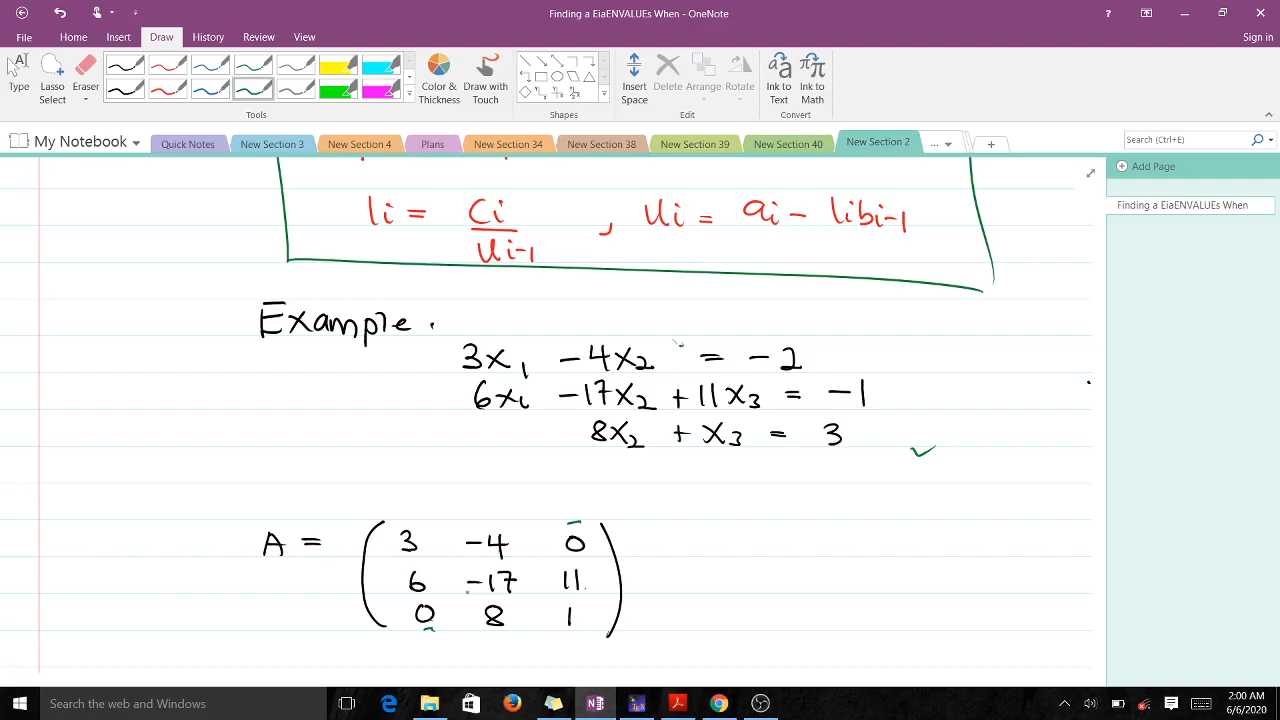 Finding a EiaENVALUES When - OneNote
File Home Insert Draw History Review View Sign in
Type Lasso Select Eraser Color & Thickness Draw with Touch Insert Space Delete Arrange Rotate Ink to Text Ink to Math
Tools Shapes Edit Convert
My Notebook Quick Notes New Section 3 New Section 4 Plans New Section 34 New Section 38 New Section 39 New Section 40 New Section 2 ... Search (Ctrl+E)
Add Page
Finding a EiaENVALUES When
li = ci / ui-1 , ui = ai - libi-1
Example.
3x1 -4x2 = -2
6x1 -17x2 + 11x3 = -1
8x2 + x3 = 3
A = ( 3 -4 0
6 -17 11
0 8 1 )
Search the web and Windows
2:00 AM
6/6/2020